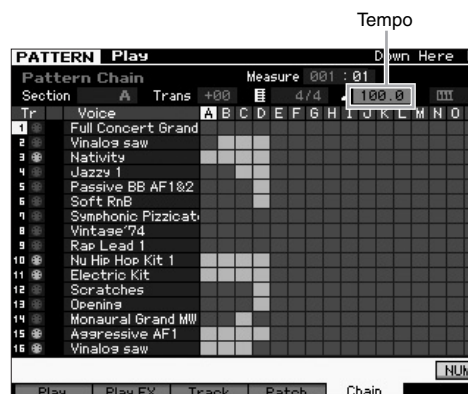 Tempo
PATTERN Play Down Here
Pattern Chain Measure 001 : 01
Section A Trans +00 4/4 100.0
Tr Voice A B C D E F G H I J K L M N O
1 Full Concert Grand
2 Vinalog saw
3 Nativity
4 Jazzy 1
5 Passive BB AF1&2
6 Soft RnB
7 Symphonic Pizzicat
8 Vintage'74
9 Rap Lead 1
10 Nu Hip Hop Kit 1
11 Electric Kit
12 Scratches
13 Opening
14 Monaural Grand MW
15 Aggressive AF1
16 Vinalog saw
NUM
Play Play FX Track Patch Chain